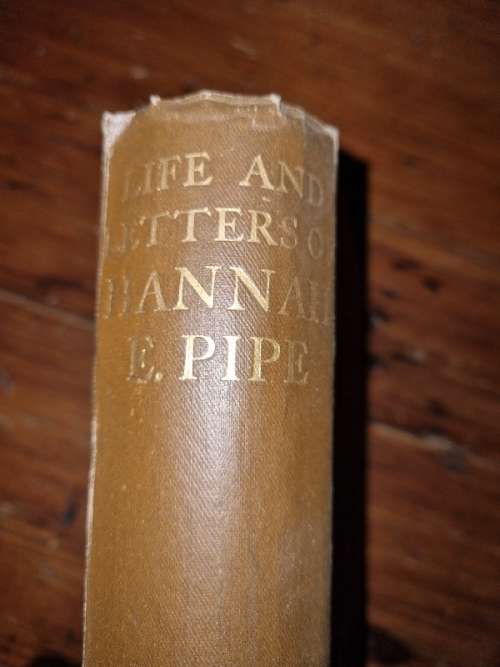 LIFE AND
LETTERS OF
HANNAH
E. PIPE